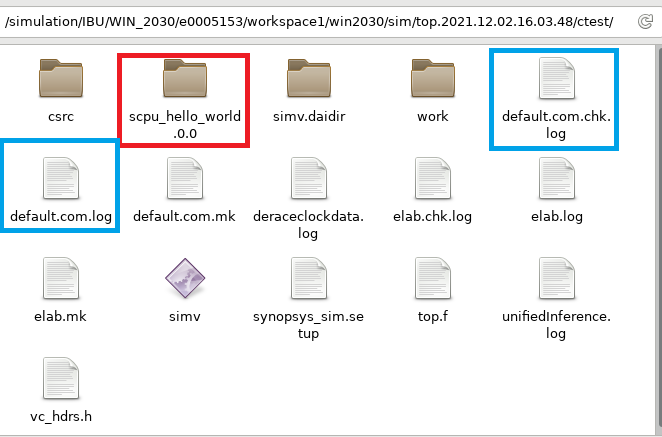 /simulation/IBU/WIN_2030/e0005153/workspace1/win2030/sim/top.2021.12.02.16.03.48/ctest/
csrc
scpu_hello_world
.0.0
simv.daidir
work
default.com.chk.
log
default.com.log
default.com.mk
deraceclockdata.
log
elab.chk.log
elab.log
elab.mk
simv
synopsys_sim.se
tup
top.f
unifiedInference.
log
vc_hdrs.h